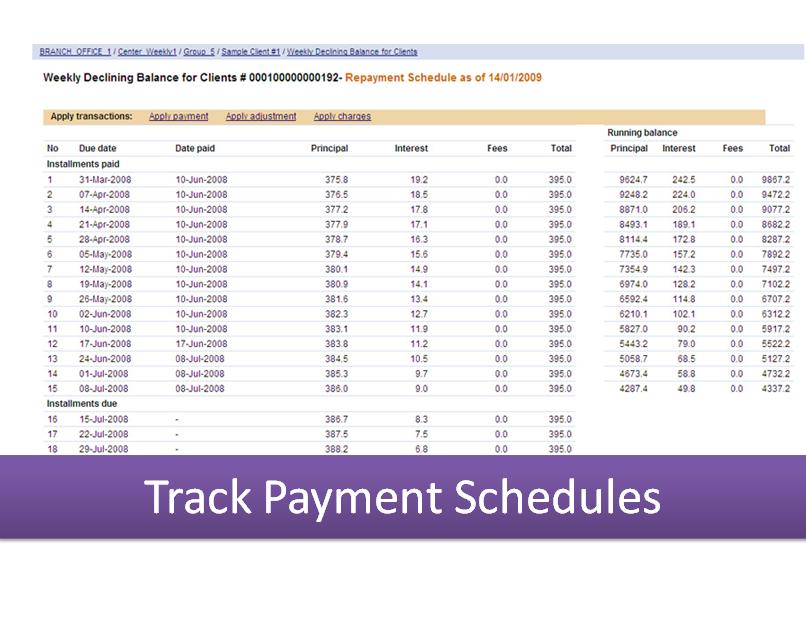 BRANCH_OFFICE_1 / Center_Weekly1 / Group_5 / Sample Client #1 / Weekly Declining Balance for Clients
Weekly Declining Balance for Clients # 000100000000192- Repayment Schedule as of 14/01/2009
Apply transactions: Apply payment Apply adjustment Apply charges
Running balance
No Due date Date paid Principal Interest Fees Total Principal Interest Fees Total
Installments paid
1 31-Mar-2008 10-Jun-2008 375.8 19.2 0.0 395.0 9624.7 242.5 0.0 9867.2
2 07-Apr-2008 10-Jun-2008 376.5 18.5 0.0 395.0 9248.2 224.0 0.0 9472.2
3 14-Apr-2008 10-Jun-2008 377.2 17.8 0.0 395.0 8871.0 206.2 0.0 9077.2
4 21-Apr-2008 10-Jun-2008 377.9 17.1 0.0 395.0 8493.1 189.1 0.0 8682.2
5 28-Apr-2008 10-Jun-2008 378.7 16.3 0.0 395.0 8114.4 172.8 0.0 8287.2
6 05-May-2008 10-Jun-2008 379.4 15.6 0.0 395.0 7735.0 157.2 0.0 7892.2
7 12-May-2008 10-Jun-2008 380.1 14.9 0.0 395.0 7354.9 142.3 0.0 7497.2
8 19-May-2008 10-Jun-2008 380.9 14.1 0.0 395.0 6974.0 128.2 0.0 7102.2
9 26-May-2008 10-Jun-2008 381.6 13.4 0.0 395.0 6592.4 114.8 0.0 6707.2
10 02-Jun-2008 10-Jun-2008 382.3 12.7 0.0 395.0 6210.1 102.1 0.0 6312.2
11 10-Jun-2008 10-Jun-2008 383.1 11.9 0.0 395.0 5827.0 90.2 0.0 5917.2
12 17-Jun-2008 17-Jun-2008 383.8 11.2 0.0 395.0 5443.2 79.0 0.0 5522.2
13 24-Jun-2008 08-Jul-2008 384.5 10.5 0.0 395.0 5058.7 68.5 0.0 5127.2
14 01-Jul-2008 08-Jul-2008 385.3 9.7 0.0 395.0 4673.4 58.8 0.0 4732.2
15 08-Jul-2008 08-Jul-2008 386.0 9.0 0.0 395.0 4287.4 49.8 0.0 4337.2
Installments due
16 15-Jul-2008 - 386.7 8.3 0.0 395.0
17 22-Jul-2008 - 387.5 7.5 0.0 395.0
18 29-Jul-2008 - 388.2 6.8 0.0 395.0
Track Payment Schedules